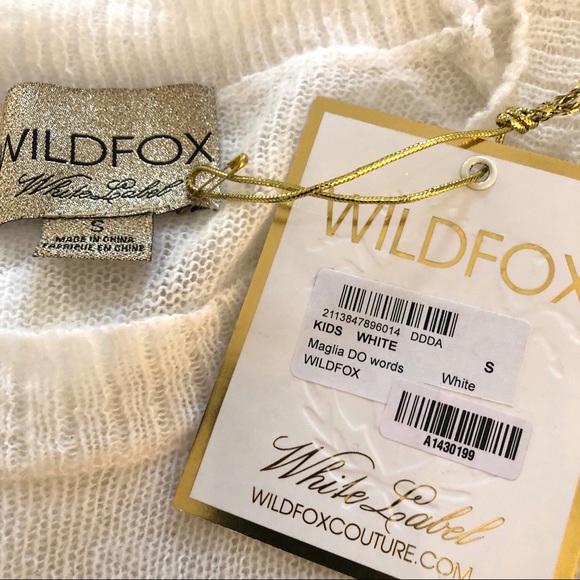 WILDFOX
White Label
S
MADE IN CHINA
FABRIQUE EN CHINE
WILDFOX
2113847896014 DDDA
KIDS WHITE S
Maglia DO words White
WILDFOX
A1430199
White Label
WILDFOXCOUTURE.COM